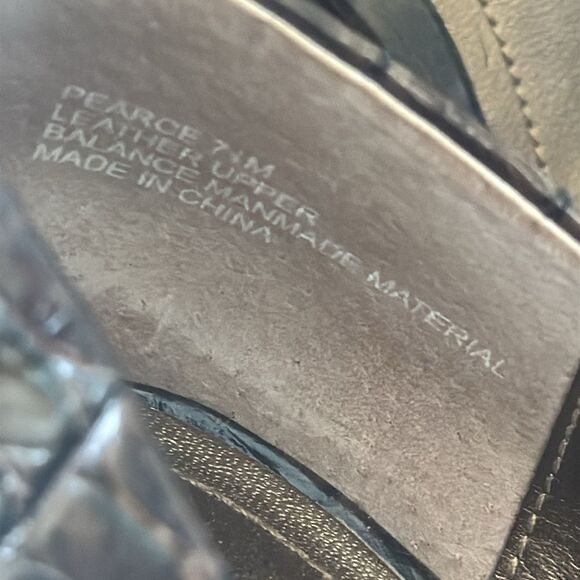 PEARCE 7½M
LEATHER UPPER
BALANCE MANMADE MATERIAL
MADE IN CHINA